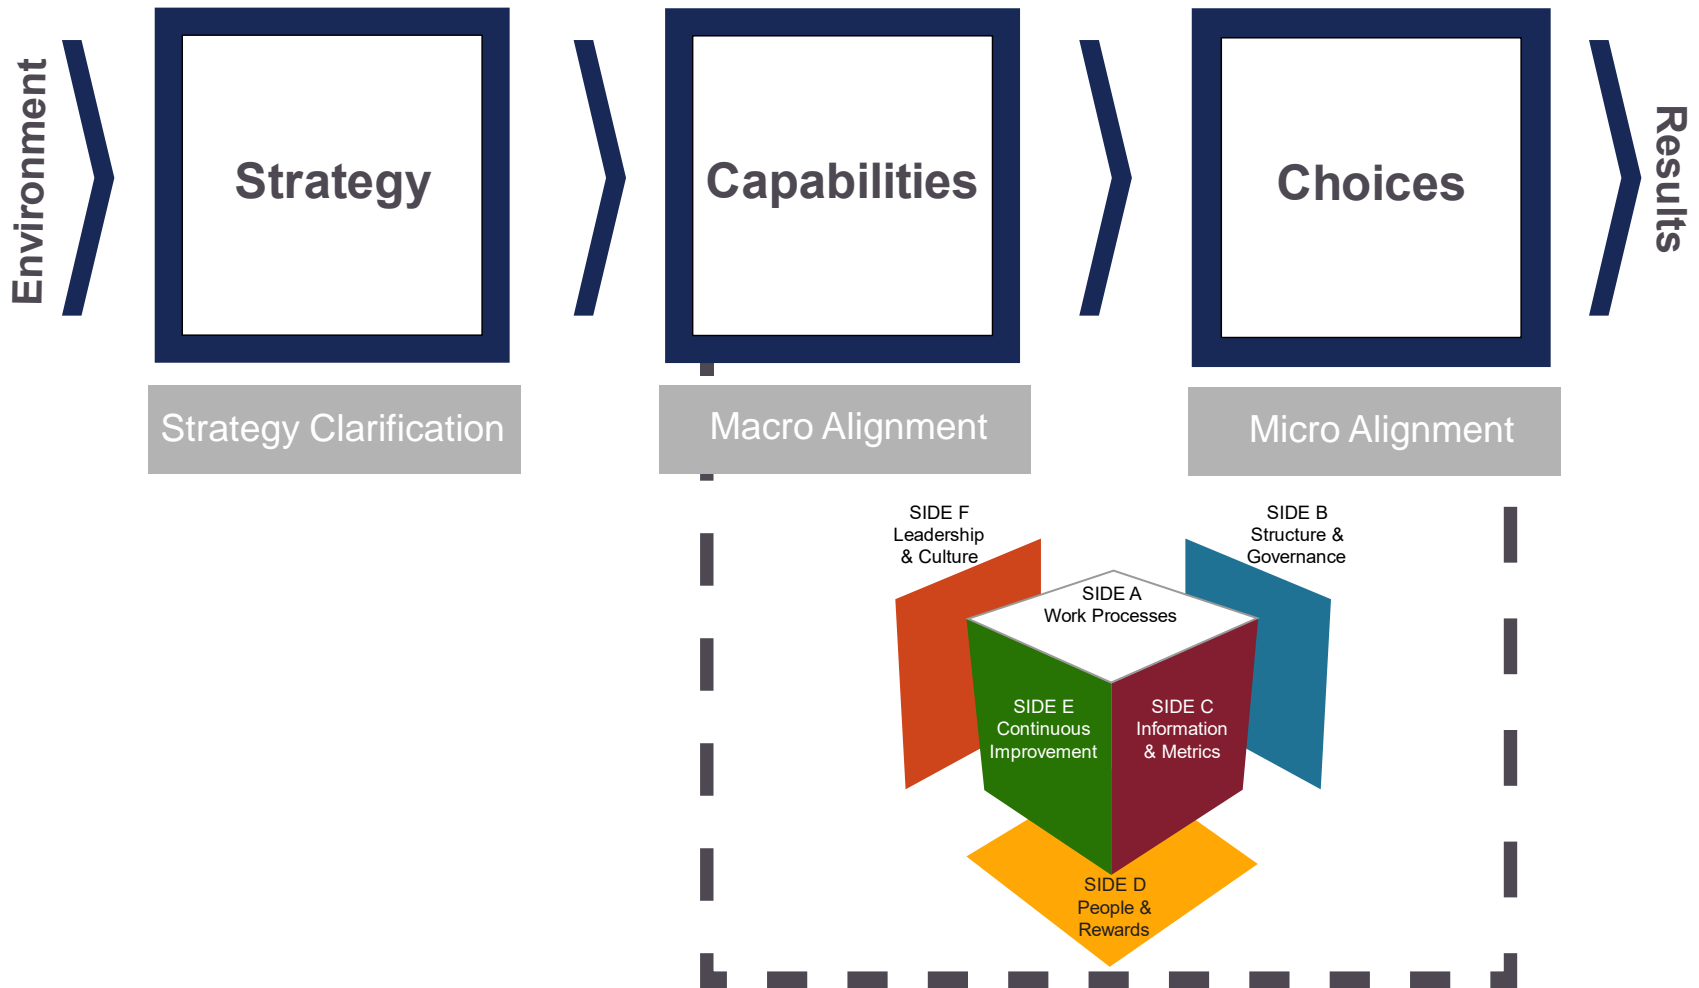 Environment
Strategy
Capabilities
Choices
Results
Strategy Clarification
Macro Alignment
Micro Alignment
SIDE F
Leadership
& Culture
SIDE B
Structure &
Governance
SIDE A
Work Processes
SIDE E
Continuous
Improvement
SIDE C
Information
& Metrics
SIDE D
People &
Rewards